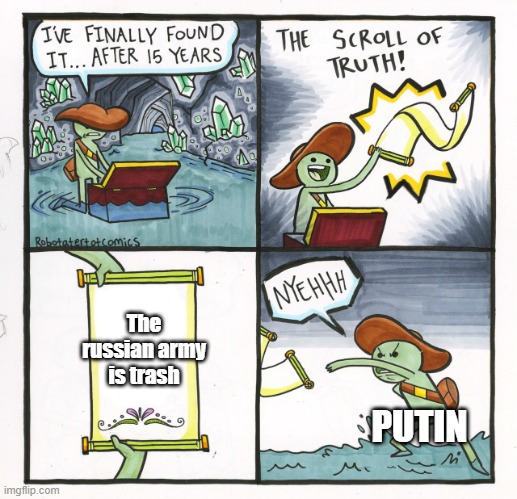 I'VE FINALLY FOUND
IT... AFTER 15 YEARS
THE SCROLL OF
TRUTH!
Robotatertotcomics
The
russian army
is trash
NYEHHH
PUTIN
imgflip.com